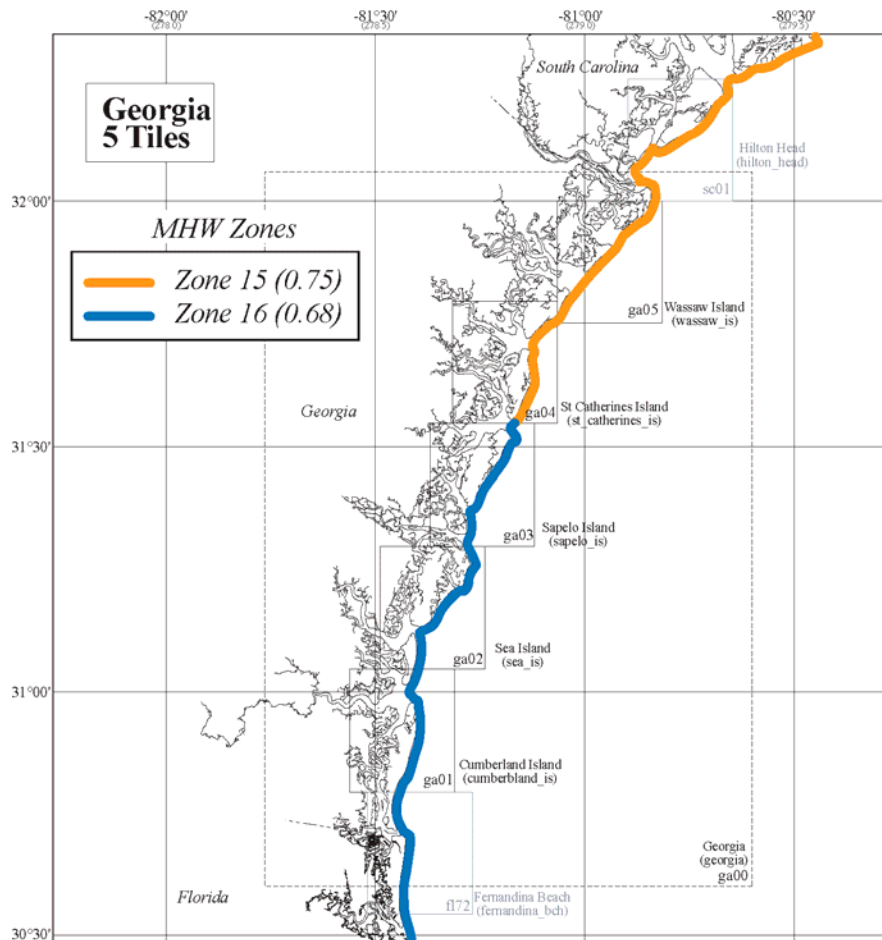 -82°00'
(278.0)
-81°30'
(278.5)
-81°00'
(279.0)
-80°30'
(279.5)
South Carolina
Georgia
5 Tiles
Hilton Head
(hilton_head)
sc01
32°00'
MHW Zones
Zone 15 (0.75)
Zone 16 (0.68)
ga05
Wassaw Island
(wassaw_is)
Georgia
ga04
St Catherines Island
(st_catherines_is)
31°30'
ga03
Sapelo Island
(sapelo_is)
ga02
Sea Island
(sea_is)
31°00'
ga01
Cumberland Island
(cumberbland_is)
Georgia
(georgia)
ga00
Florida
fl72
Fernandina Beach
(fernandina_bch)
30°30'